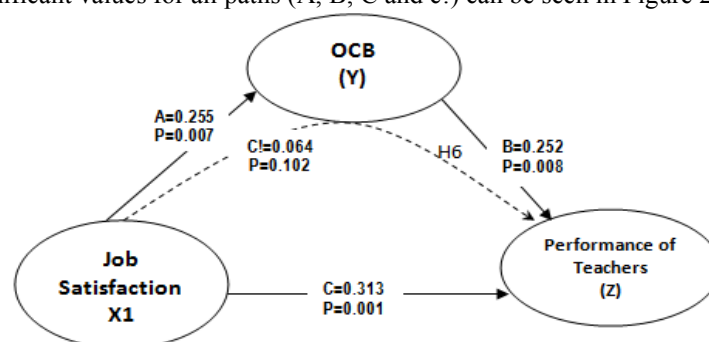 ificant values for all paths (A, B, C and c!) can be seen in Figure 2
OCB
(Y)
A=0.255
P=0.007
C!=0.064
P=0.102
H6
B=0.252
P=0.008
Job
Satisfaction
X1
C=0.313
P=0.001
Performance of
Teachers
(Z)